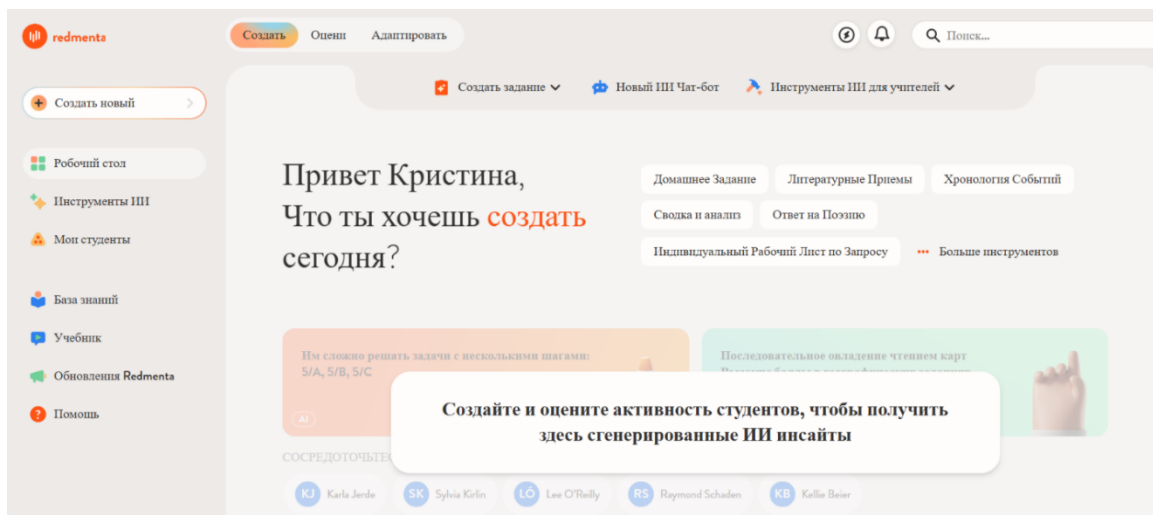 redmenta
Создать Оцени Адаптировать
Поиск...
Создать задание Новый ИИ Чат-бот Инструменты ИИ для учителей
Создать новый
Робочий стол
Инструменты ИИ
Мои студенты
База знаний
Учебник
Обновления Redmenta
Помощь
Привет Кристина,
Что ты хочешь создать
сегодня?
Домашнее Задание Литературные Приемы Хронология Событий
Сводка и анализ Ответ на Поэзию
Индивидуальный Рабочий Лист по Запросу Больше инструментов
Им сложно решать задачи с несколькими шагами:
5/A, 5/B, 5/C
AI
Последовательное овладение чтением карт
Создайте и оцените активность студентов, чтобы получить
здесь сгенерированные ИИ инсайты
KJ Karla Jerde SK Sylvia Kirlin LÓ Lee O'Reilly RS Raymond Schaden KB Kellie Beier